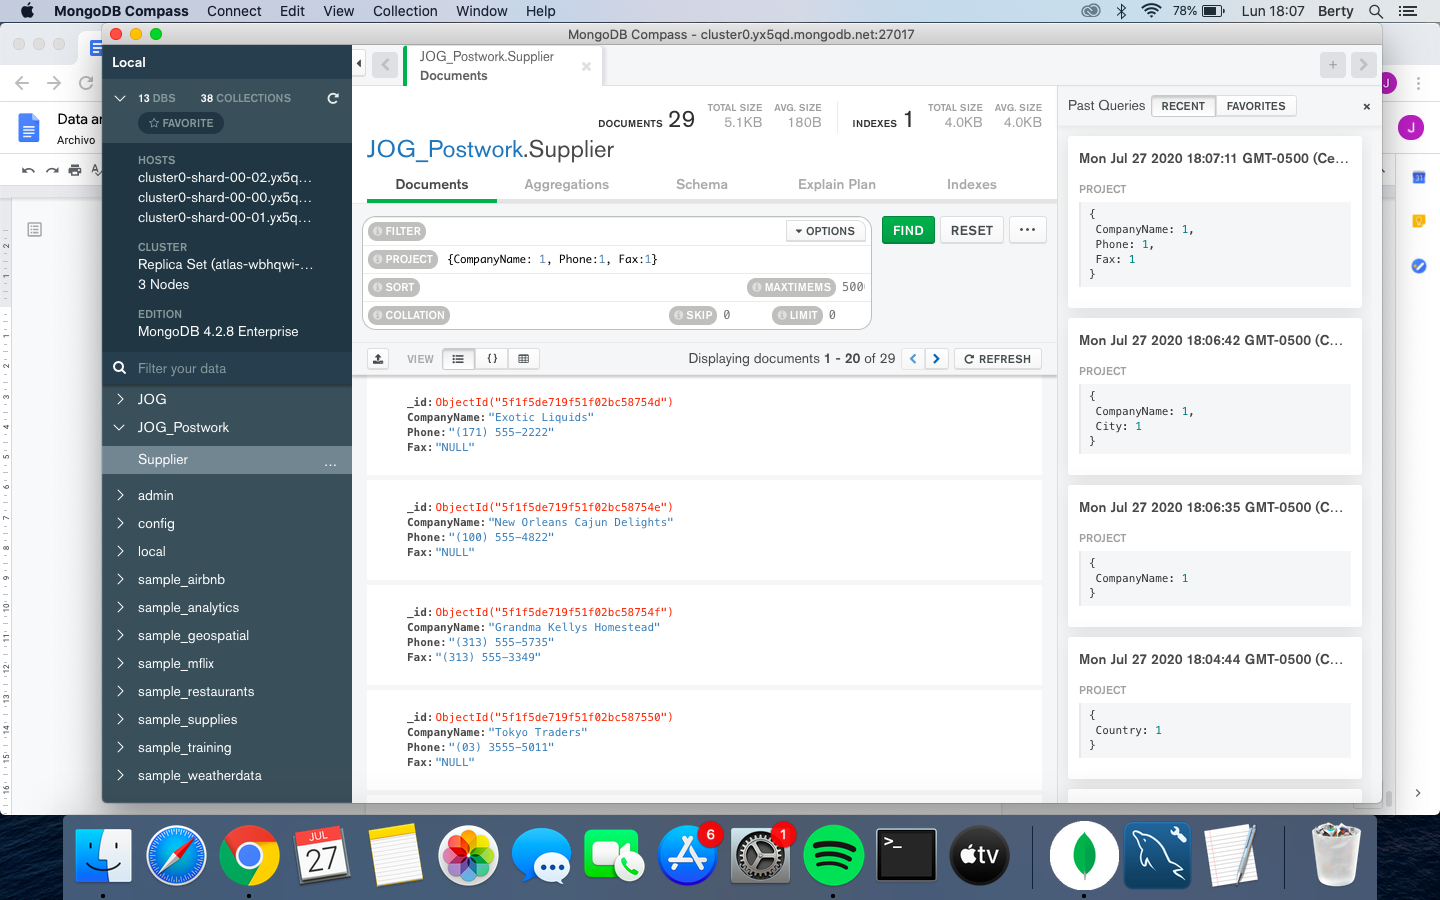 MongoDB Compass Connect Edit View Collection Window Help 78% Lun 18:07 Berty
MongoDB Compass - cluster0.yx5qd.mongodb.net:27017
Local
13 DBS 38 COLLECTIONS
FAVORITE
HOSTS
cluster0-shard-00-02.yx5q...
cluster0-shard-00-00.yx5q...
cluster0-shard-00-01.yx5q...
CLUSTER
Replica Set (atlas-wbhqwi-...
3 Nodes
EDITION
MongoDB 4.2.8 Enterprise
Filter your data
JOG
JOG_Postwork
Supplier ...
admin
config
local
sample_airbnb
sample_analytics
sample_geospatial
sample_mflix
sample_restaurants
sample_supplies
sample_training
sample_weatherdata
JOG_Postwork.Supplier
Documents
DOCUMENTS 29 TOTAL SIZE 5.1KB AVG. SIZE 180B INDEXES 1 TOTAL SIZE 4.0KB AVG. SIZE 4.0KB
JOG_Postwork.Supplier
Documents Aggregations Schema Explain Plan Indexes
FILTER OPTIONS FIND RESET ...
PROJECT {CompanyName: 1, Phone:1, Fax:1}
SORT MAXTIMEMS 500
COLLATION SKIP 0 LIMIT 0
VIEW {} Displaying documents 1 - 20 of 29 < > REFRESH
_id:ObjectId("5f1f5de719f51f02bc58754d")
CompanyName:"Exotic Liquids"
Phone:"(171) 555-2222"
Fax:"NULL"
_id:ObjectId("5f1f5de719f51f02bc58754e")
CompanyName:"New Orleans Cajun Delights"
Phone:"(100) 555-4822"
Fax:"NULL"
_id:ObjectId("5f1f5de719f51f02bc58754f")
CompanyName:"Grandma Kellys Homestead"
Phone:"(313) 555-5735"
Fax:"(313) 555-3349"
_id:ObjectId("5f1f5de719f51f02bc587550")
CompanyName:"Tokyo Traders"
Phone:"(03) 3555-5011"
Fax:"NULL"
Past Queries RECENT FAVORITES ×
Mon Jul 27 2020 18:07:11 GMT-0500 (Ce...
PROJECT
{
CompanyName: 1,
Phone: 1,
Fax: 1
}
Mon Jul 27 2020 18:06:42 GMT-0500 (C...
PROJECT
{
CompanyName: 1,
City: 1
}
Mon Jul 27 2020 18:06:35 GMT-0500 (C...
PROJECT
{
CompanyName: 1
}
Mon Jul 27 2020 18:04:44 GMT-0500 (C...
PROJECT
{
Country: 1
}
Data ar
Archivo
J
J
31
JUL
27
6
1
>_
tv